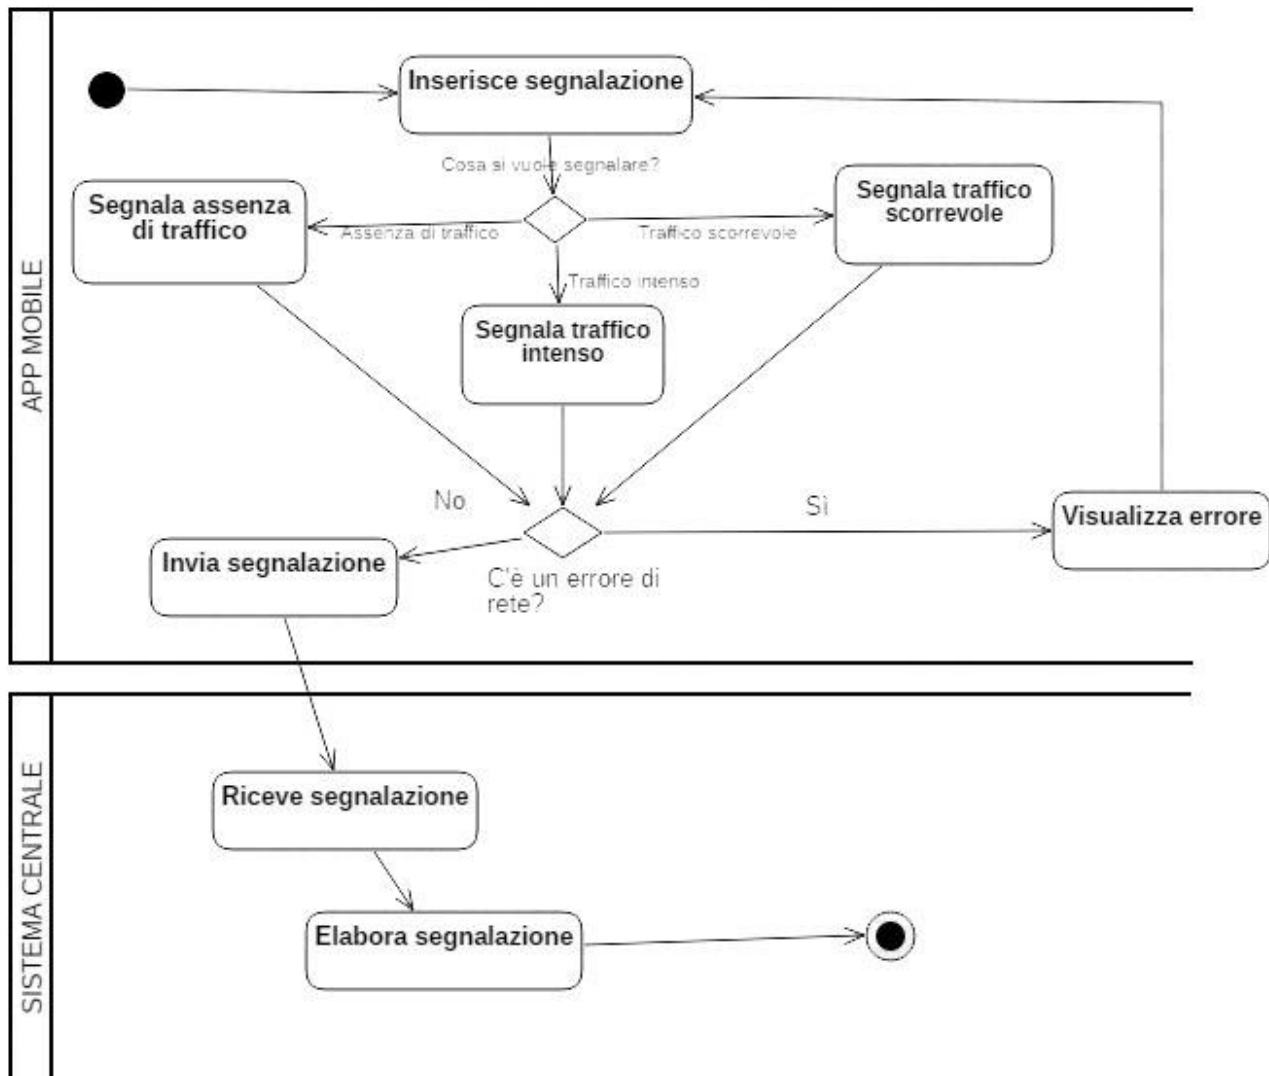 APP MOBILE
Inserisce segnalazione
Cosa si vuole segnalare?
Segnala assenza
di traffico
Segnala traffico
scorrevole
Assenza di traffico
Traffico scorrevole
Traffico intenso
Segnala traffico
intenso
No
Sì
Visualizza errore
Invia segnalazione
C'è un errore di
rete?
SISTEMA CENTRALE
Riceve segnalazione
Elabora segnalazione